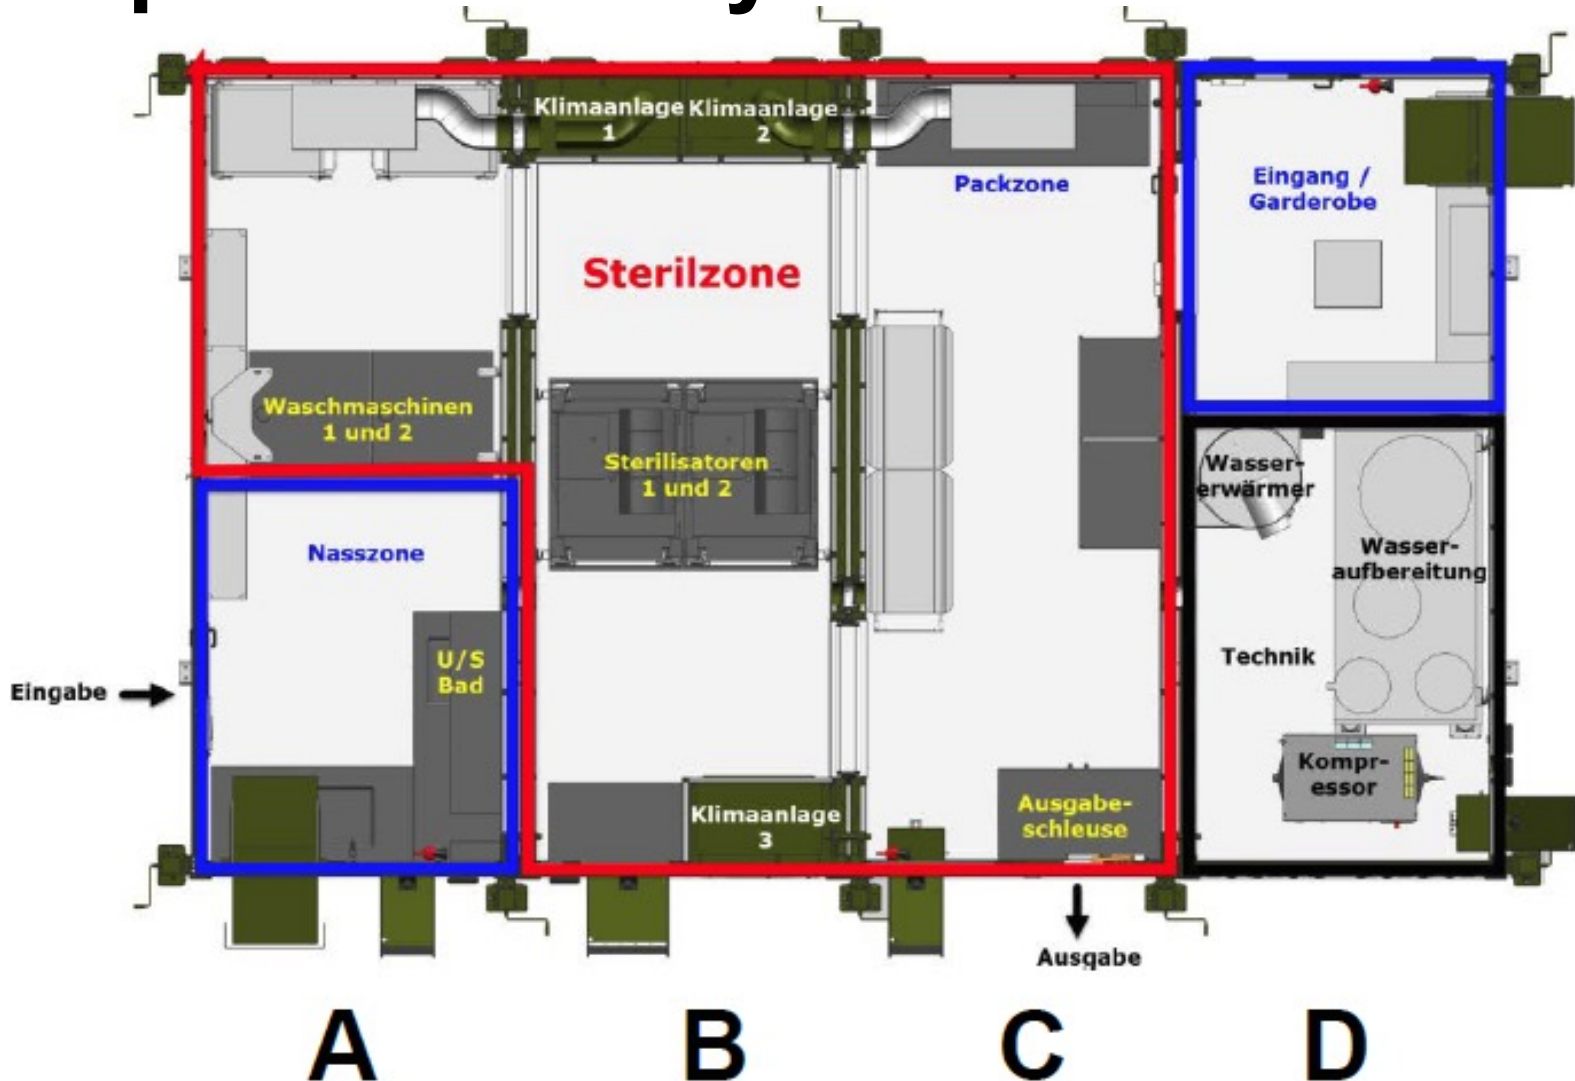 Klimaanlage
1
Klimaanlage
2
Packzone
Eingang /
Garderobe
Sterilzone
Waschmaschinen
1 und 2
Sterilisatoren
1 und 2
Wasser-
erwärmer
Wasser-
aufbereitung
Nasszone
U/S
Bad
Technik
Eingabe
Kompr-
essor
Klimaanlage
3
Ausgabe-
schleuse
Ausgabe
A B C D